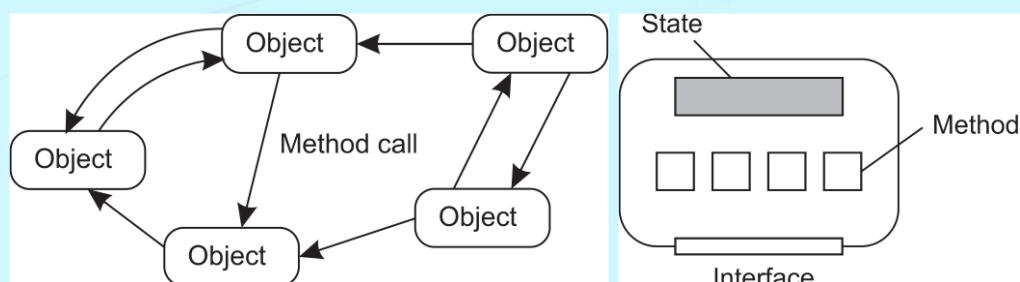 Object
Object
Object
Method call
Object
Object
State
Method
Interface